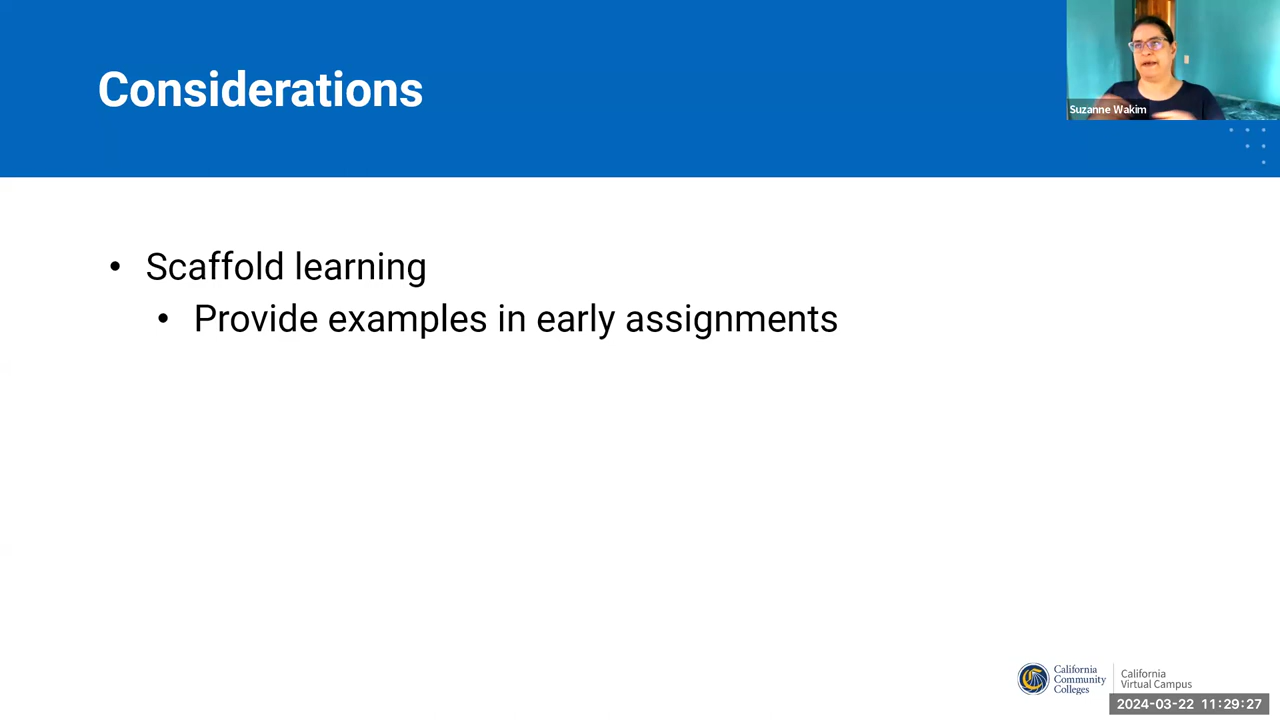 Considerations
Suzanne Wakim
• Scaffold learning
• Provide examples in early assignments
California
Community
Colleges
California
Virtual Campus
2024-03-22 11:29:27